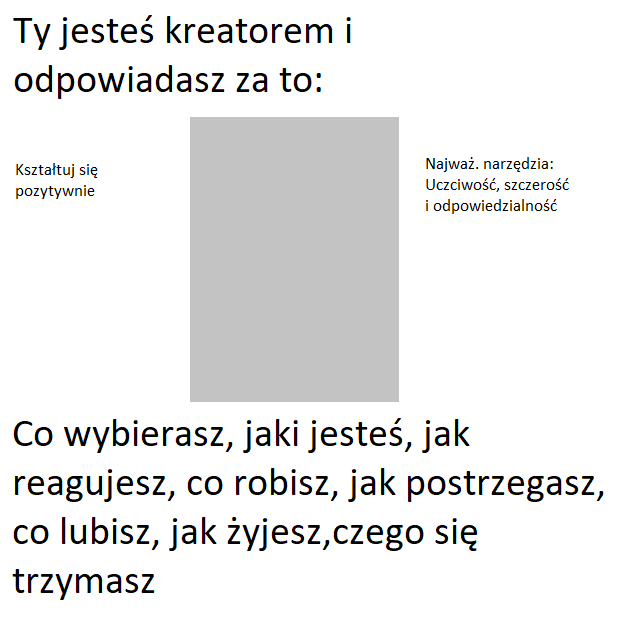 Ty jesteś kreatorem i
odpowiadasz za to:
Kształtuj się
pozytywnie
Najważ. narzędzia:
Uczciwość, szczerość
i odpowiedzialność
Co wybierasz, jaki jesteś, jak
reagujesz, co robisz, jak postrzegasz,
co lubisz, jak żyjesz,czego się
trzymasz